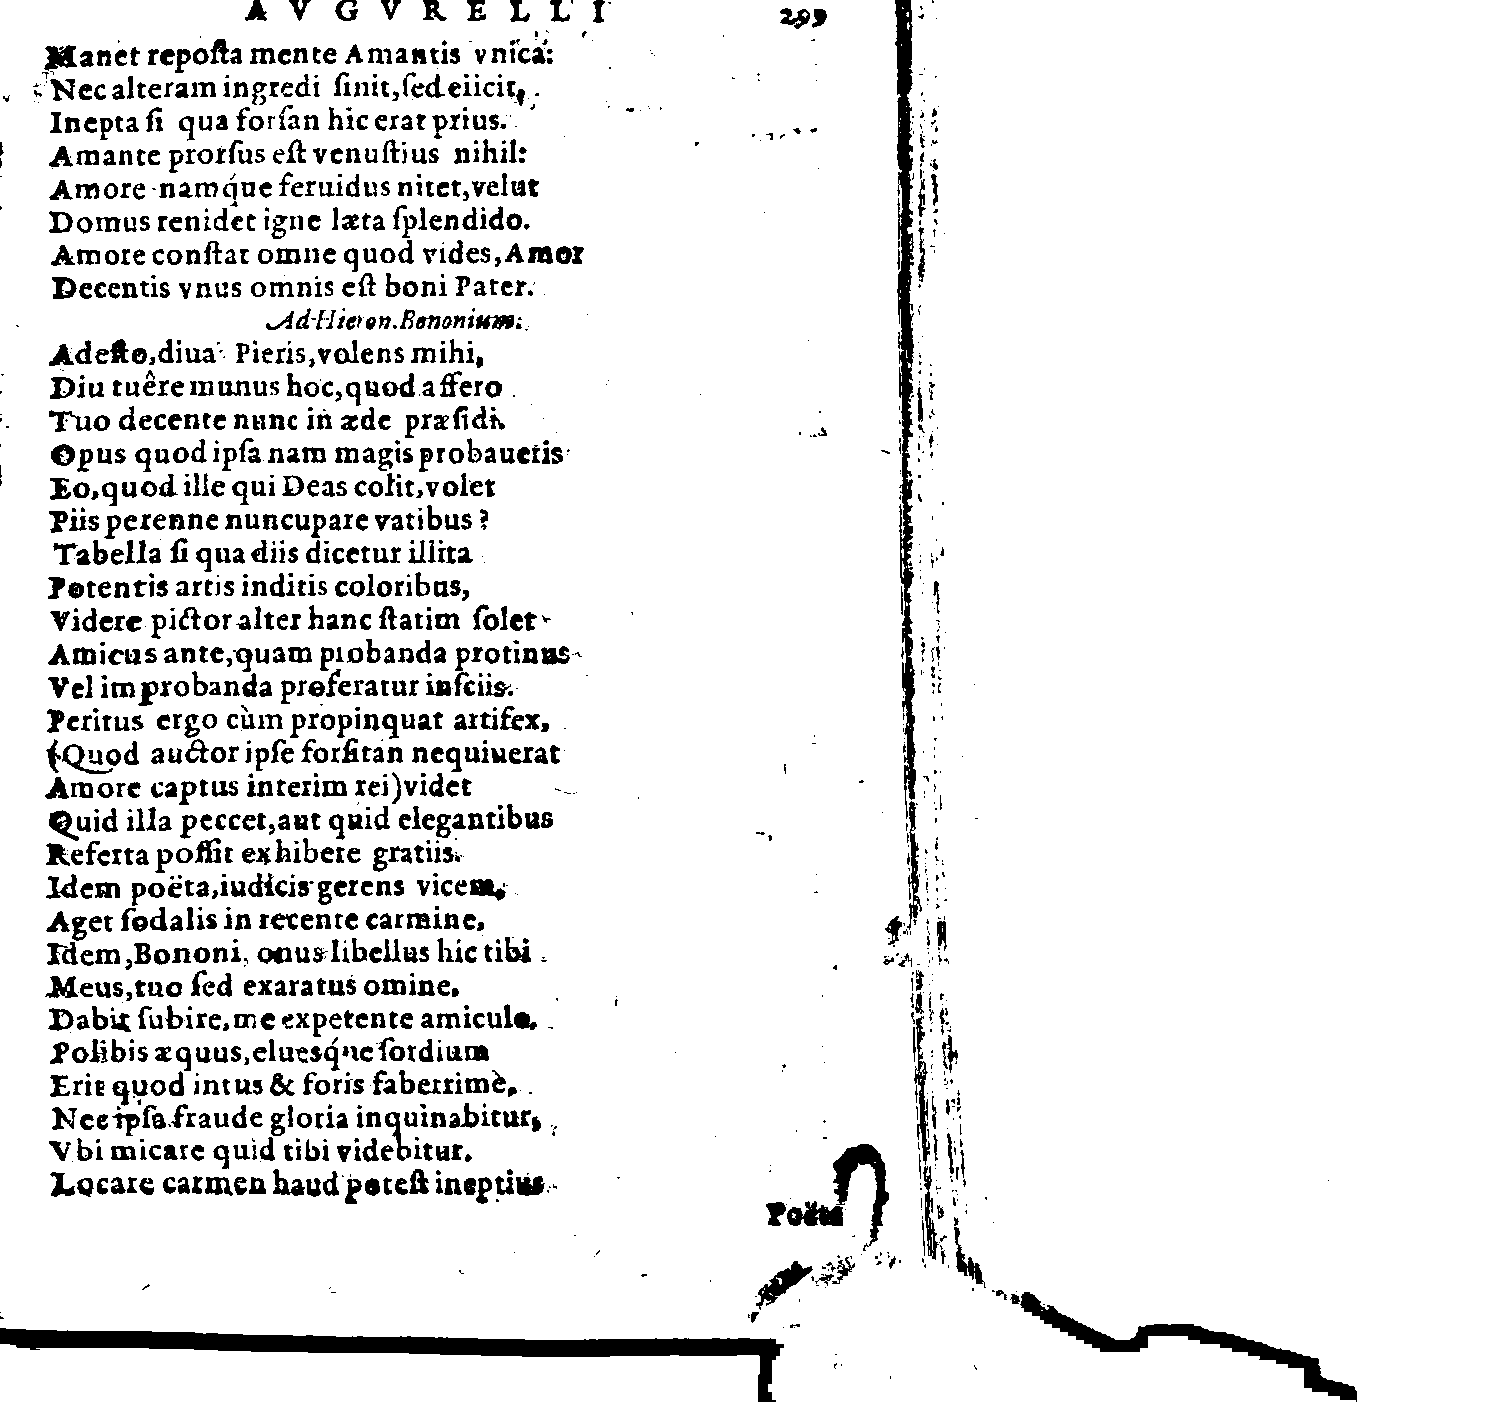 AVGVRELLI 299
Manet reposta mente Amantis vnica:
Nec alteram ingredi sinit, sed eiicit,
Inepta si qua forsan hic erat prius.
Amante prorsus est venustius nihil:
Amore namq́ue feruidus nitet, velut
Domus renidet igne læta splendido.
Amore constat omne quod vides, Amor
Decentis vnus omnis est boni Pater.
Ad Hieron. Bononium.
Adesto, diua Pieris, volens mihi,
Diu tuêre munus hoc, quod affero
Tuo decente nunc in æde præsidi.
Opus quod ipsa nam magis probaueris
Eo, quod ille qui Deas colit, volet
Piis perenne nuncupare vatibus?
Tabella si qua diis dicetur illita
Potentis artis inditis coloribus,
Videre pictor alter hanc statim solet
Amicus ante, quam probanda protinus
Vel improbanda proferatur insciis.
Peritus ergo cùm propinquat artifex,
(Quod auctor ipse forsitan nequiuerat
Amore captus interim rei) videt
Quid illa peccet, aut quid elegantibus
Referta possit exhibere gratiis.
Idem poëta, iudicis gerens vicem,
Aget sodalis in recente carmine.
Idem, Bononi, onus libellus hic tibi
Meus, tuo sed exaratus omine.
Dabit subire, me expetente amiculo.
Polibis æquus, eluesq́ue sordium
Erit quod intus & foris faberrimè.
Nec ipsa fraude gloria inquinabitur,
Vbi micare quid tibi videbitur.
Locare carmen haud potest ineptius
Poëta